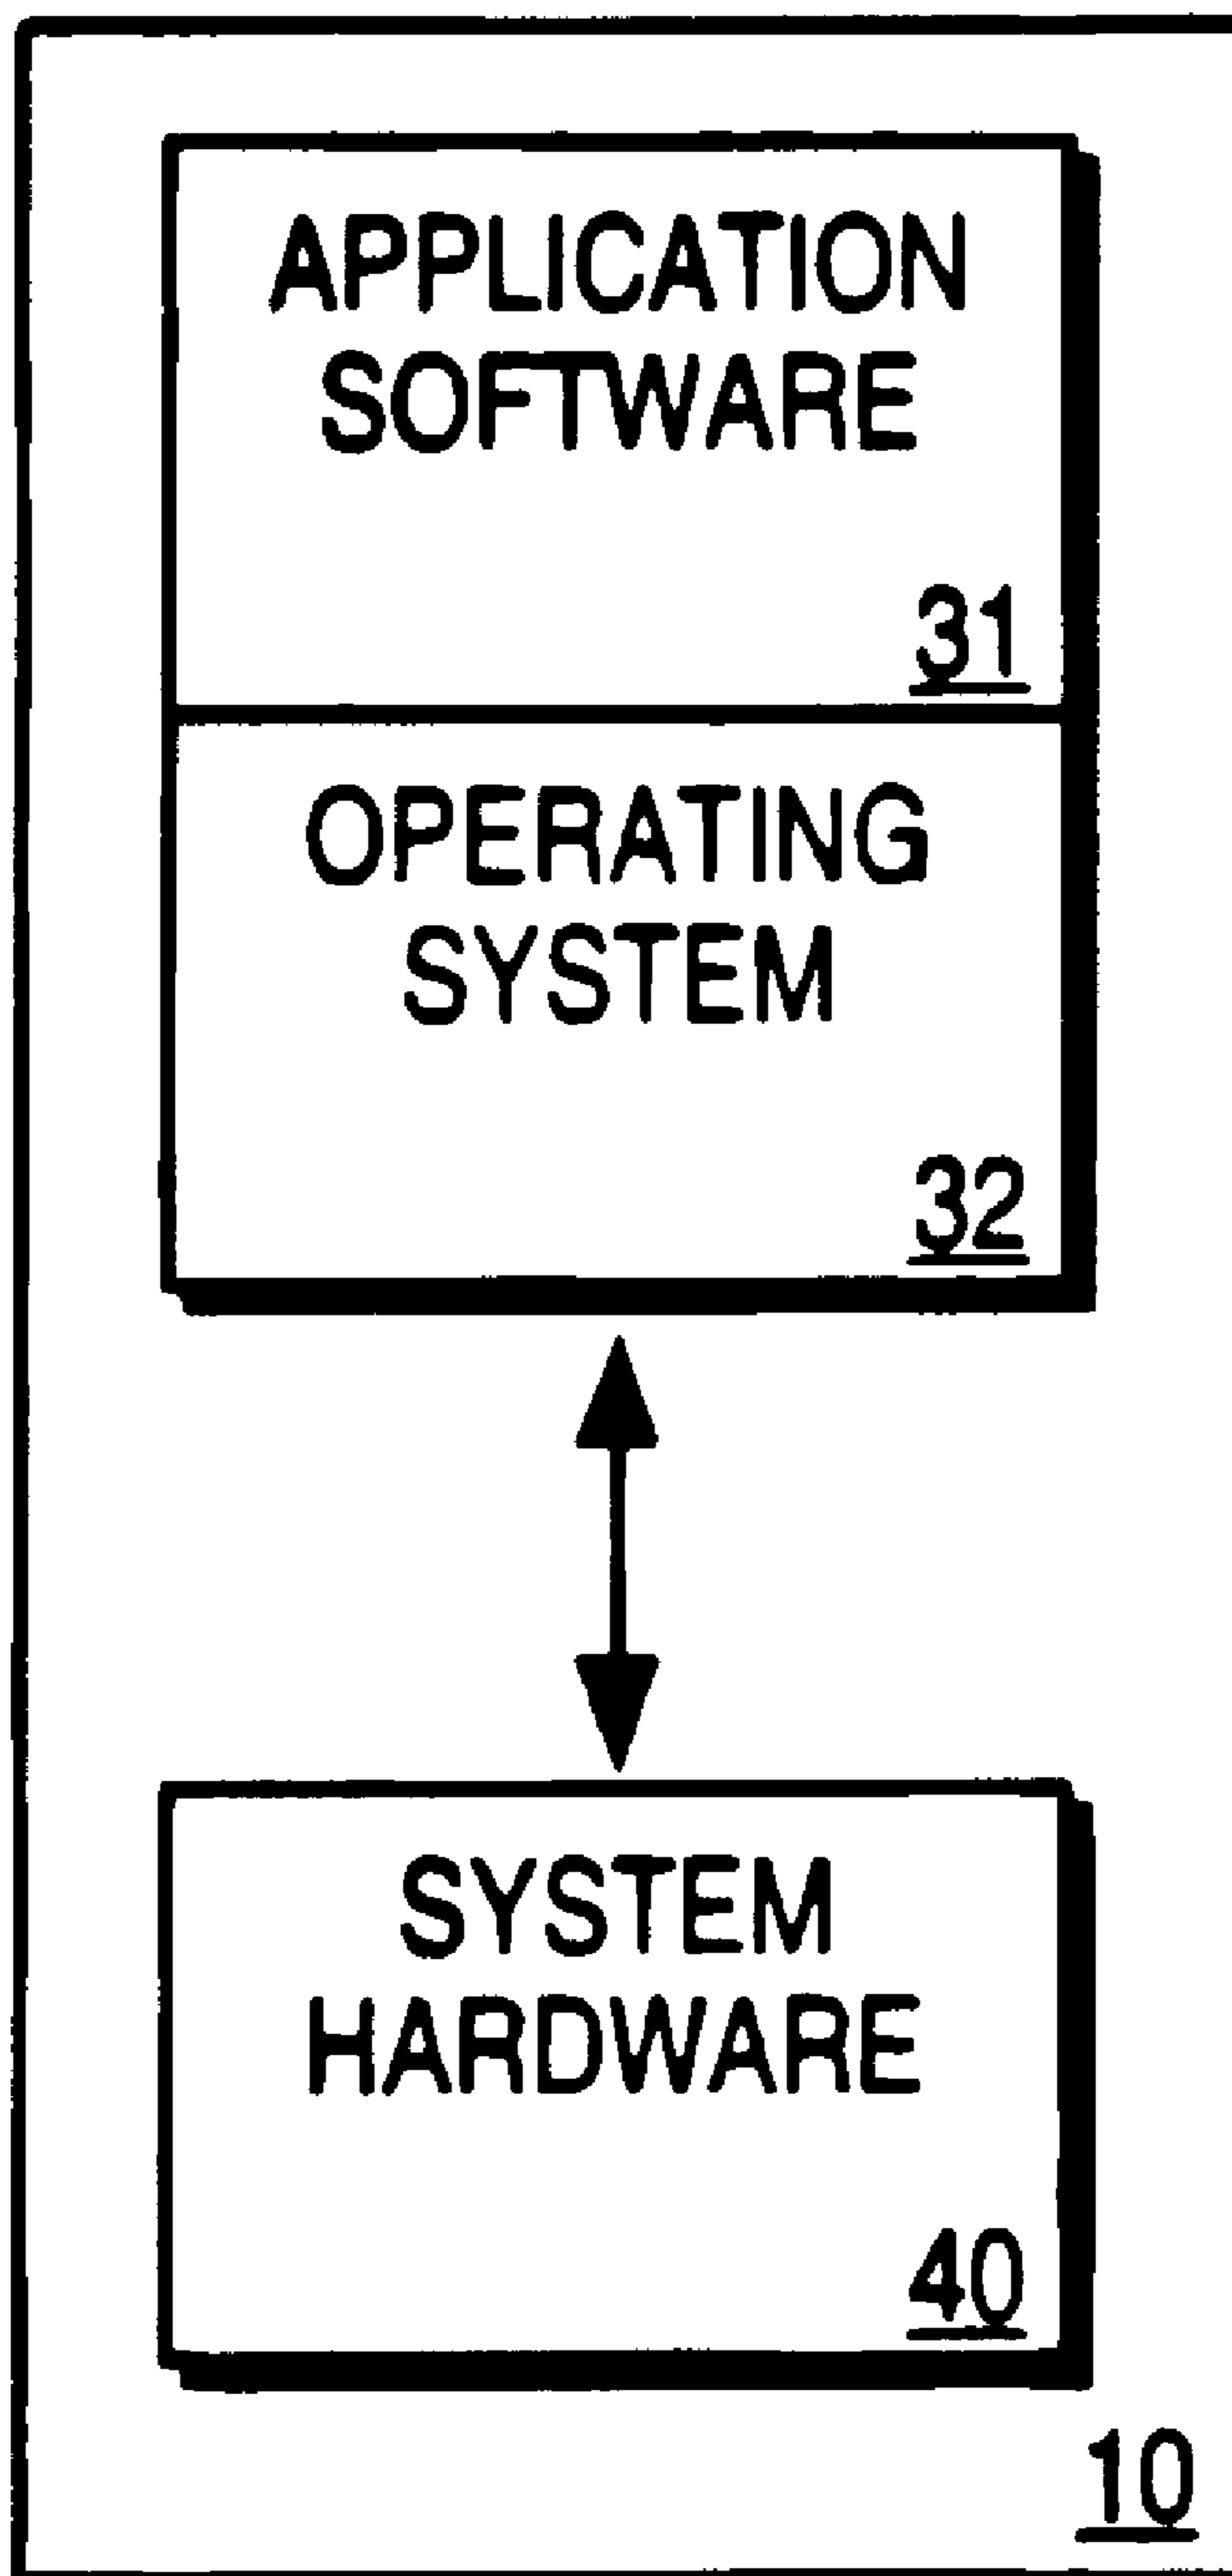 APPLICATION
SOFTWARE
31
OPERATING
SYSTEM
32
SYSTEM
HARDWARE
40
10